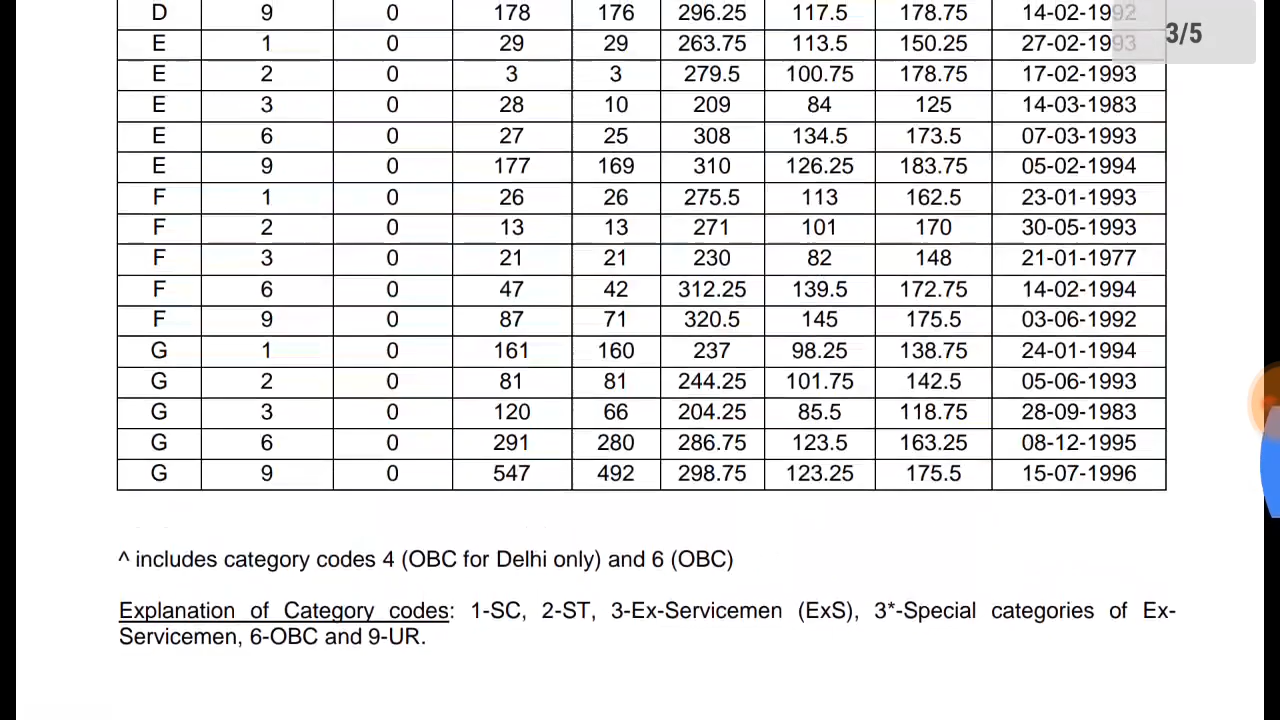 D 9 0 178 176 296.25 117.5 178.75 14-02-1992
3/5
E 1 0 29 29 263.75 113.5 150.25 27-02-1993
E 2 0 3 3 279.5 100.75 178.75 17-02-1993
E 3 0 28 10 209 84 125 14-03-1983
E 6 0 27 25 308 134.5 173.5 07-03-1993
E 9 0 177 169 310 126.25 183.75 05-02-1994
F 1 0 26 26 275.5 113 162.5 23-01-1993
F 2 0 13 13 271 101 170 30-05-1993
F 3 0 21 21 230 82 148 21-01-1977
F 6 0 47 42 312.25 139.5 172.75 14-02-1994
F 9 0 87 71 320.5 145 175.5 03-06-1992
G 1 0 161 160 237 98.25 138.75 24-01-1994
G 2 0 81 81 244.25 101.75 142.5 05-06-1993
G 3 0 120 66 204.25 85.5 118.75 28-09-1983
G 6 0 291 280 286.75 123.5 163.25 08-12-1995
G 9 0 547 492 298.75 123.25 175.5 15-07-1996
^ includes category codes 4 (OBC for Delhi only) and 6 (OBC)
Explanation of Category codes: 1-SC, 2-ST, 3-Ex-Servicemen (ExS), 3*-Special categories of Ex-
Servicemen, 6-OBC and 9-UR.